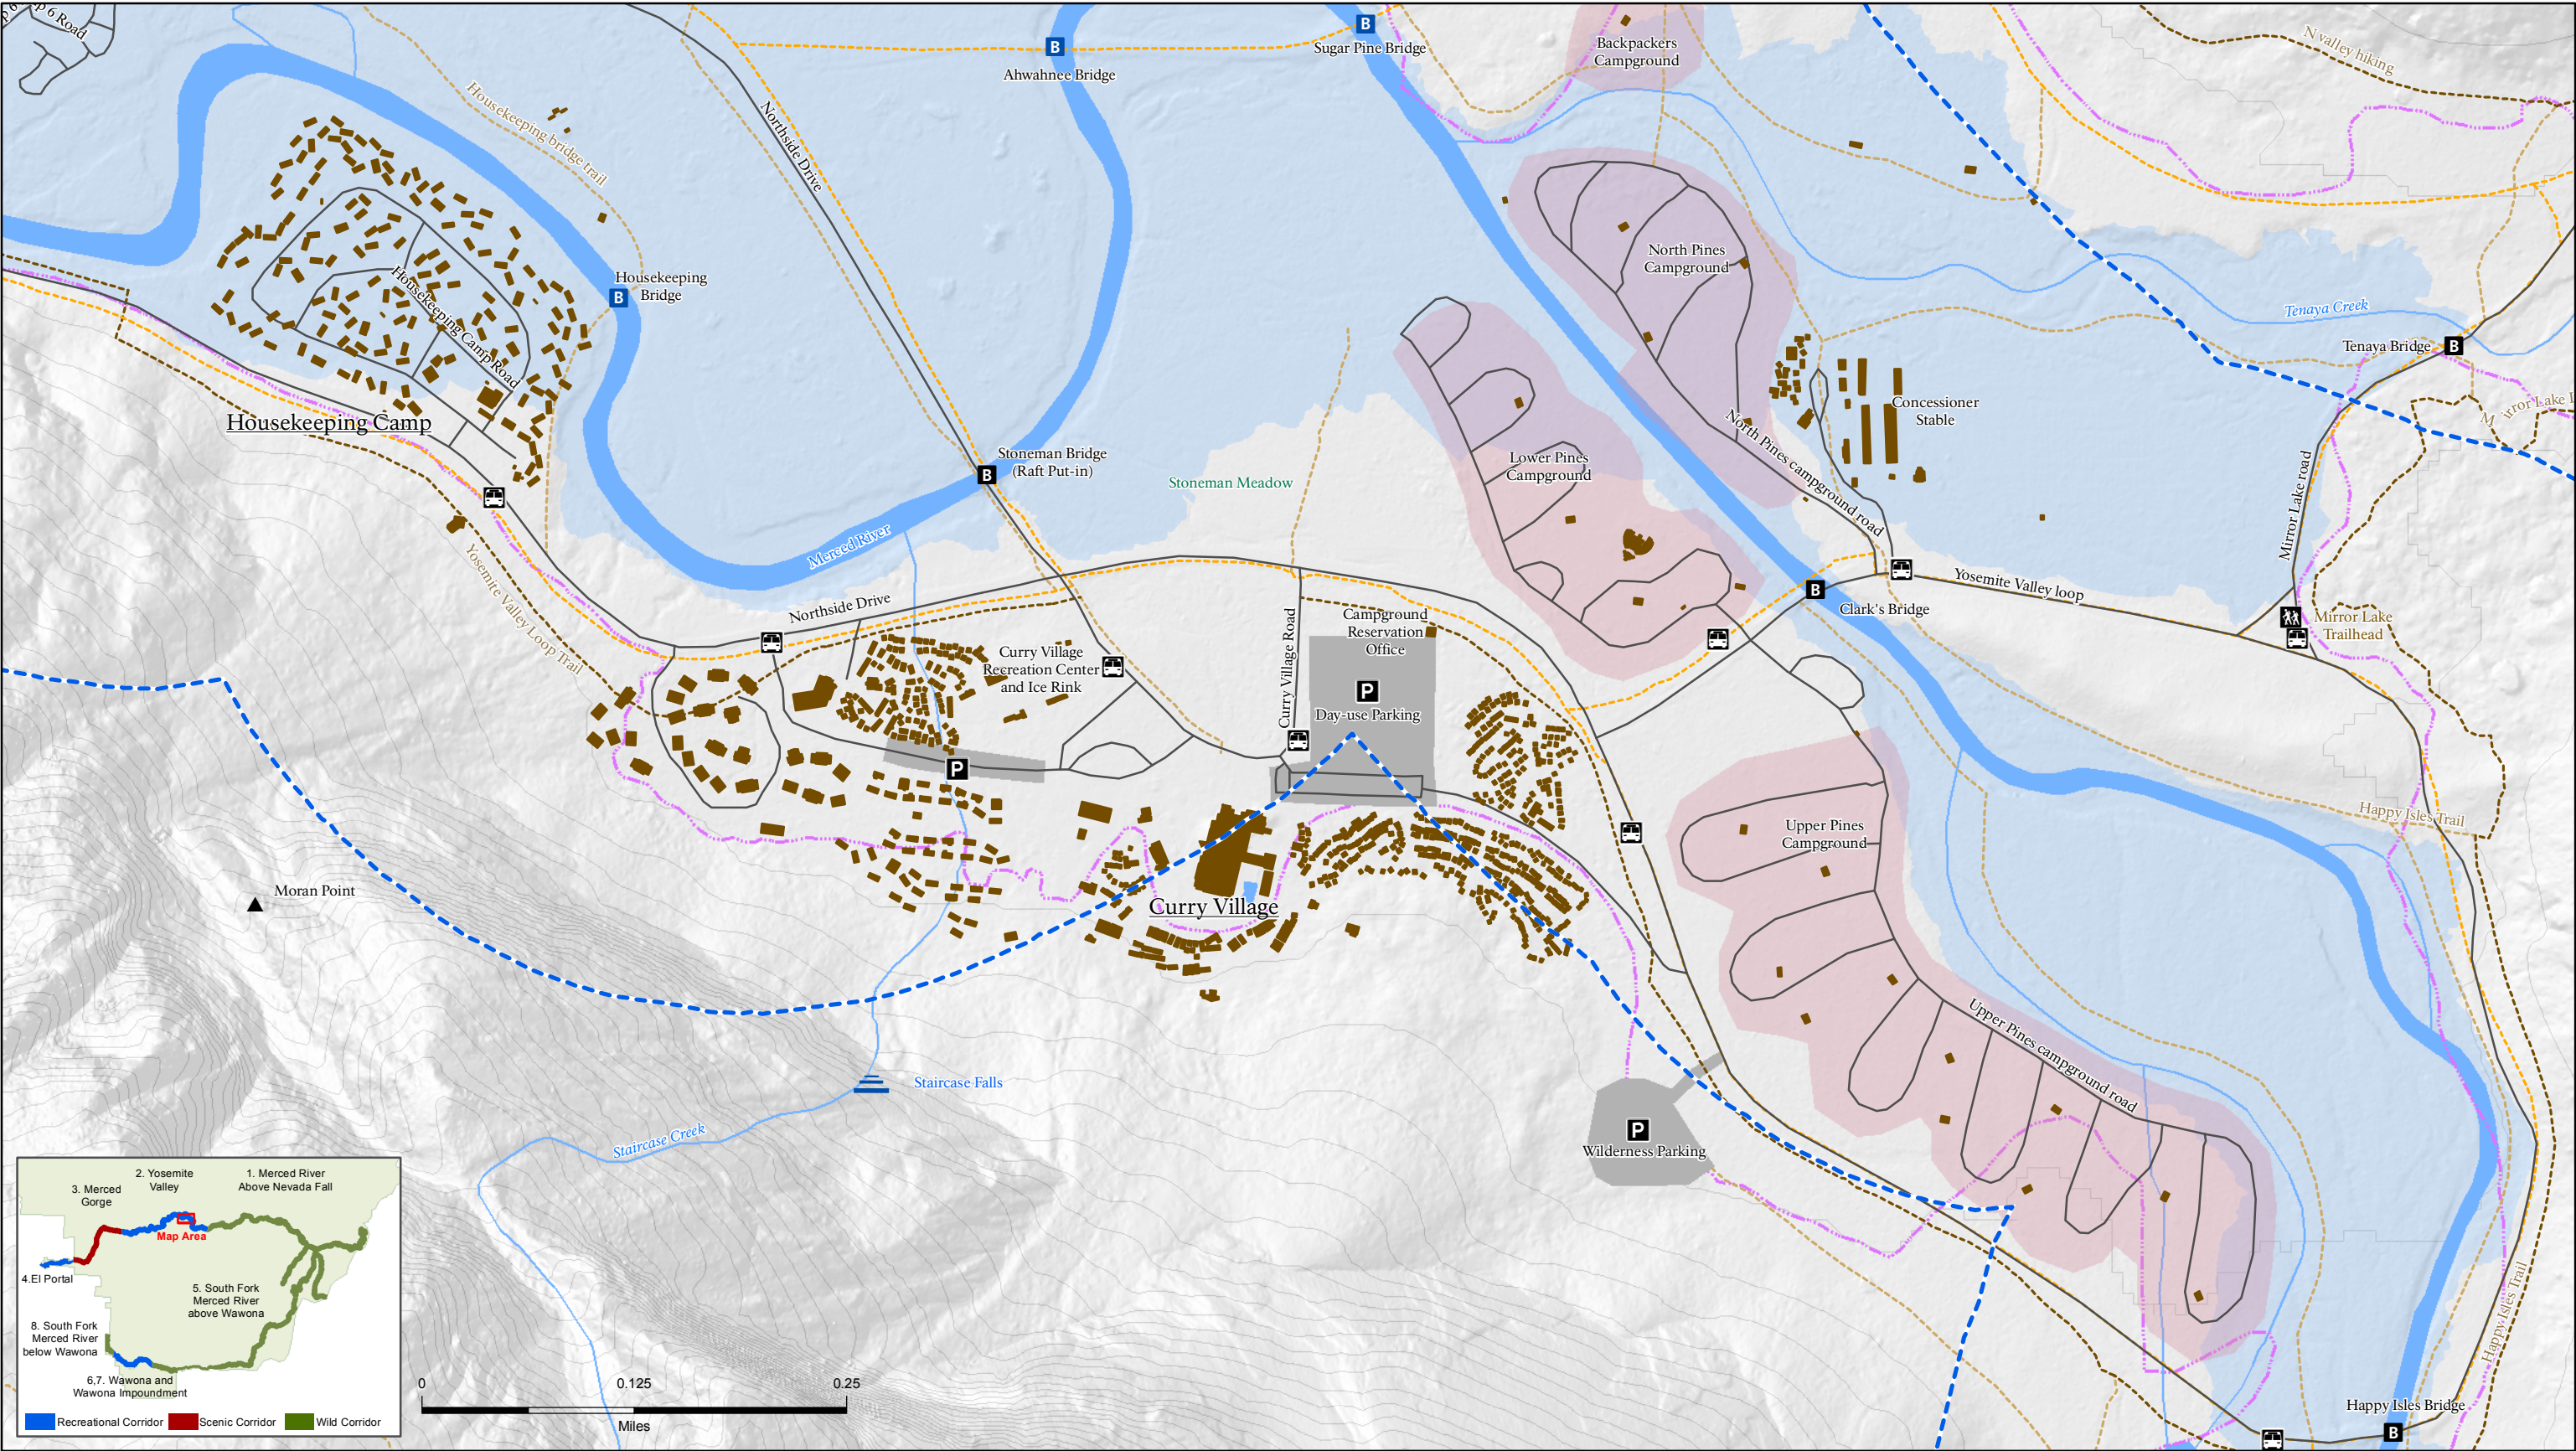 6 Road
B
B
Sugar Pine Bridge
Ahwahnee Bridge
Backpackers
Campground
N valley hiking
Housekeeping bridge trail
Northside Drive
Housekeeping
Bridge
B
Housekeeping Camp Road
North Pines
Campground
Tenaya Creek
Tenaya Bridge
B
Mirror Lake
Concessioner
Stable
Housekeeping Camp
North Pines campground road
Stoneman Bridge
(Raft Put-in)
B
Stoneman Meadow
Lower Pines
Campground
Mirror Lake road
Merced River
Yosemite Valley Loop Trail
Northside Drive
Yosemite Valley loop
B
Clark's Bridge
Mirror Lake
Trailhead
Curry Village
Recreation Center
and Ice Rink
Curry Village Road
Campground
Reservation
Office
P
Day-use Parking
P
Happy Isles Trail
Upper Pines
Campground
Moran Point
Curry Village
Upper Pines campground road
Staircase Falls
Staircase Creek
P
Wilderness Parking
Happy Isles Trail
Happy Isles Bridge
B
2. Yosemite
Valley
1. Merced River
Above Nevada Fall
3. Merced
Gorge
Map Area
4.El Portal
5. South Fork
Merced River
above Wawona
8. South Fork
Merced River
below Wawona
6,7. Wawona and
Wawona Impoundment
Recreational Corridor
Scenic Corridor
Wild Corridor
0
0.125
0.25
Miles